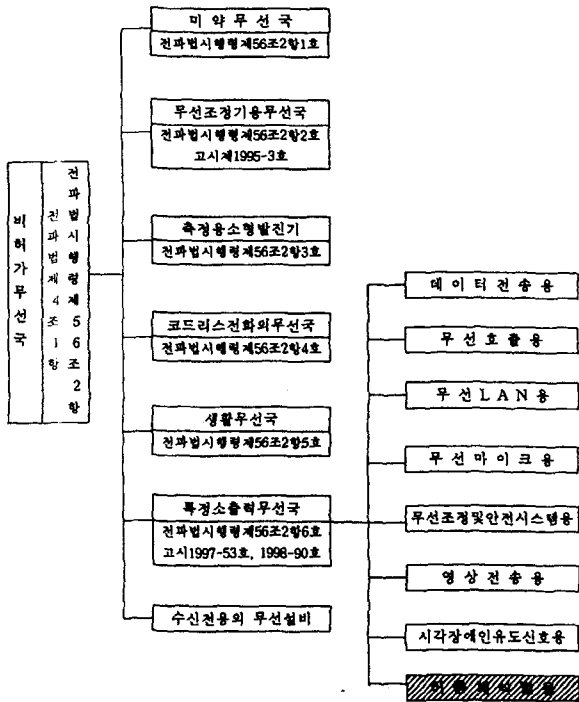 미 약 무 선 국
전파법시행령제56조2항1호
무선조정기용무선국
전파법시행령제56조2항2호
고시제1995-3호
비허가무선국
전파법제4조1항
전파법시행령제56조2항
측정용소형발진기
전파법시행령제56조2항3호
코드리스전화의무선국
전파법시행령제56조2항4호
생활무선국
전파법시행령제56조2항5호
특정소출력무선국
전파법시행령제56조2항6호
고시1997-53호, 1998-90호
수신전용의 무선설비
데 이 터 전 송 용
무 선 호 출 용
무 선 L A N 용
무 선 마 이 크 용
무선조정및안전시스템용
영 상 전 송 용
시각장애인유도신호용